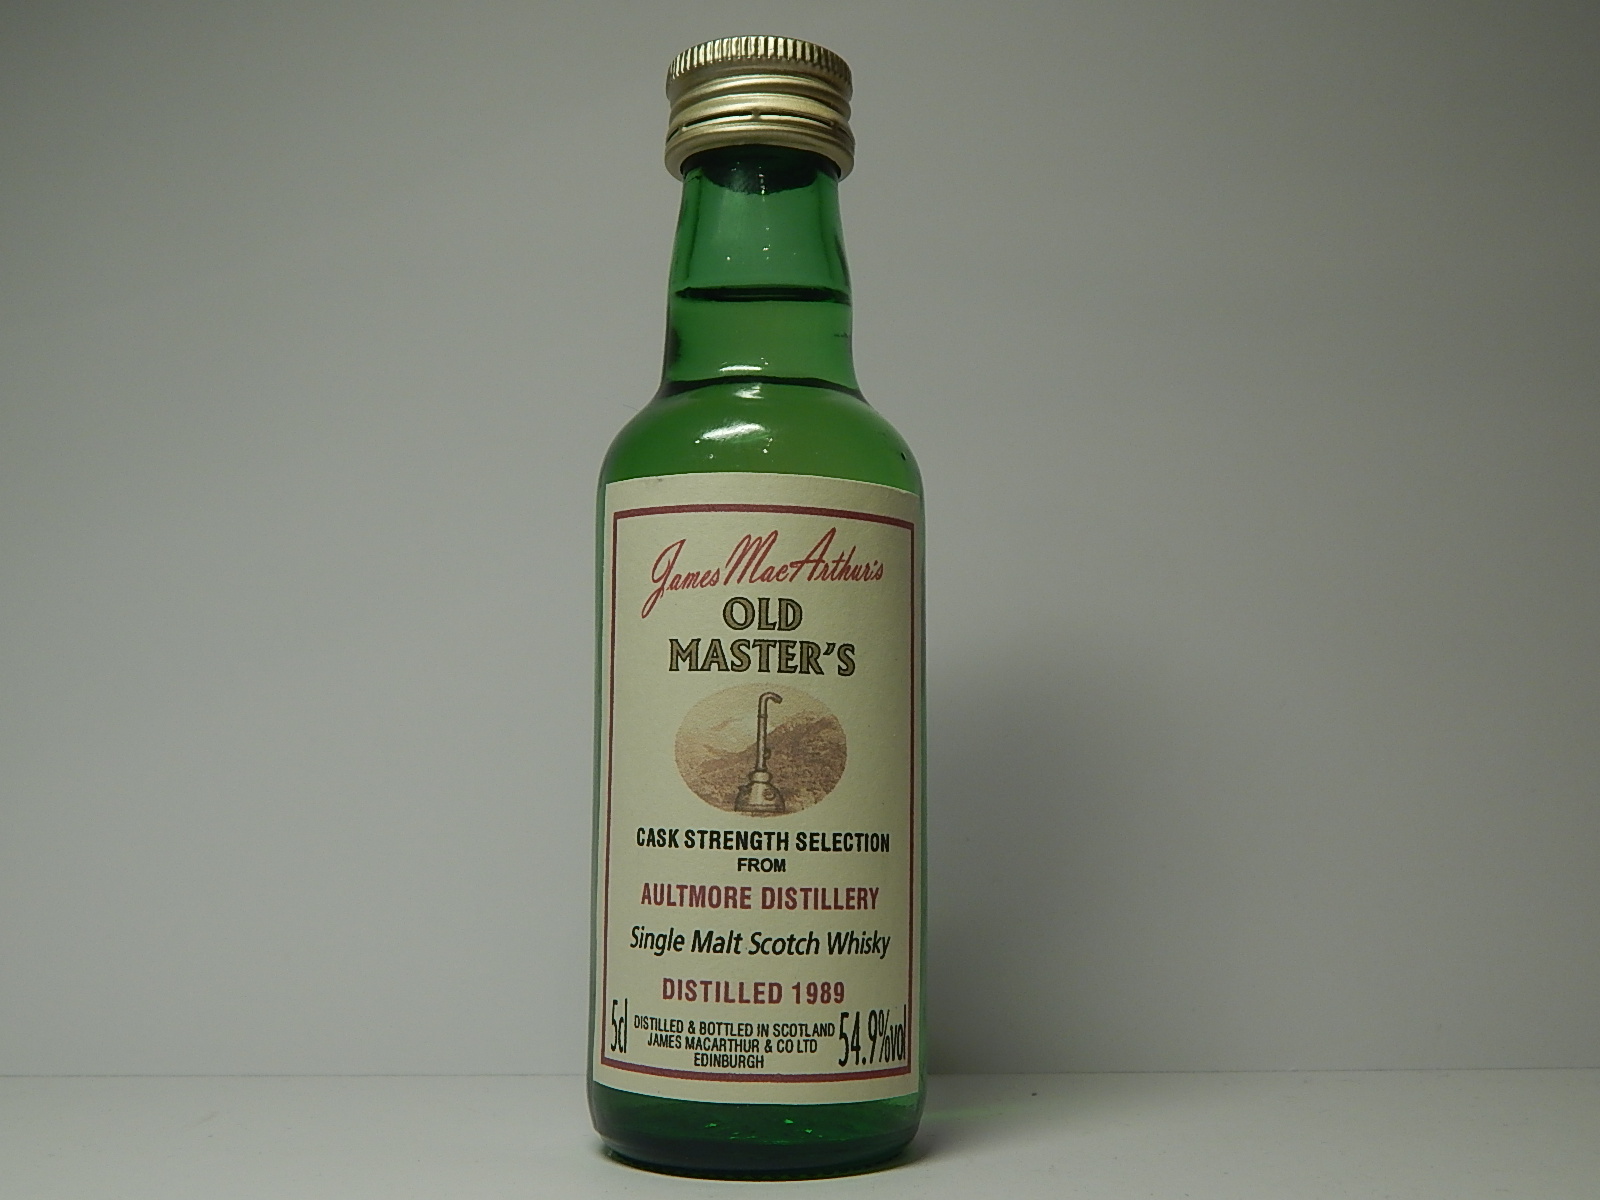 James MacArthur's
OLD
MASTER'S
CASK STRENGTH SELECTION
FROM
AULTMORE DISTILLERY
Single Malt Scotch Whisky
DISTILLED 1989
5cl
DISTILLED & BOTTLED IN SCOTLAND
JAMES MACARTHUR & CO LTD
EDINBURGH
54.9%vol